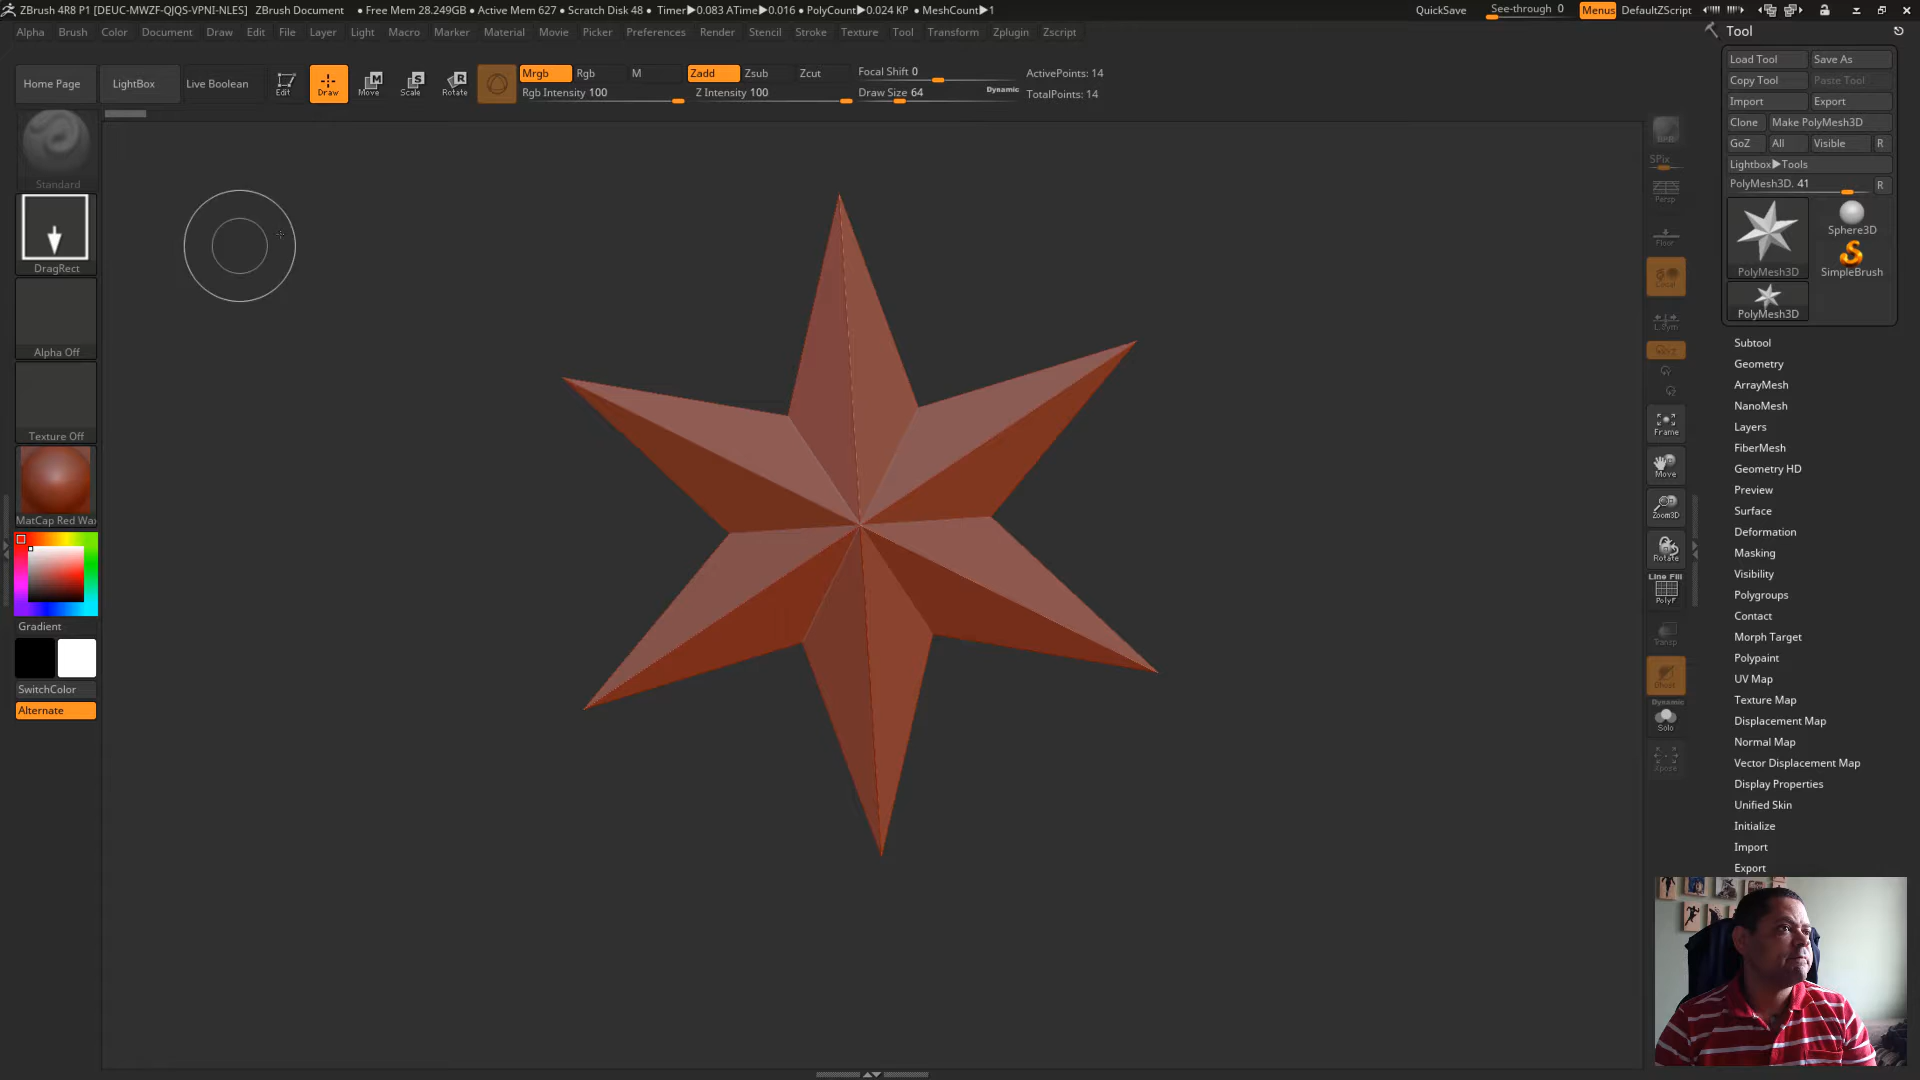 ZBrush 4R8 P1 [DEUC-MWZF-QJQS-VPNI-NLES] ZBrush Document ● Free Mem 28.249GB ● Active Mem 627 ● Scratch Disk 48 ● Timer▶0.083 ATime▶0.016 ● PolyCount▶0.024 KP ● MeshCount▶1 QuickSave See-through 0 Menus DefaultZScript
Alpha Brush Color Document Draw Edit File Layer Light Macro Marker Material Movie Picker Preferences Render Stencil Stroke Texture Tool Transform Zplugin Zscript
Home Page LightBox Live Boolean Edit Draw Move Scale Rotate
Mrgb Rgb M Zadd Zsub Zcut Focal Shift 0 ActivePoints: 14
Rgb Intensity 100 Z Intensity 100 Draw Size 64 Dynamic TotalPoints: 14
Standard
DragRect
Alpha Off
Texture Off
MatCap Red Wax
Gradient
SwitchColor
Alternate
SPix
Persp
Floor
Local
L.Sym
Frame
Move
Zoom3D
Rotate
Line Fill
PolyF
Transp
Ghost
Dynamic
Solo
Xpose
Tool
Load Tool Save As
Copy Tool Paste Tool
Import Export
Clone Make PolyMesh3D
GoZ All Visible R
Lightbox▶Tools
PolyMesh3D. 41 R
PolyMesh3D Sphere3D
SimpleBrush
PolyMesh3D
Subtool
Geometry
ArrayMesh
NanoMesh
Layers
FiberMesh
Geometry HD
Preview
Surface
Deformation
Masking
Visibility
Polygroups
Contact
Morph Target
Polypaint
UV Map
Texture Map
Displacement Map
Normal Map
Vector Displacement Map
Display Properties
Unified Skin
Initialize
Import
Export